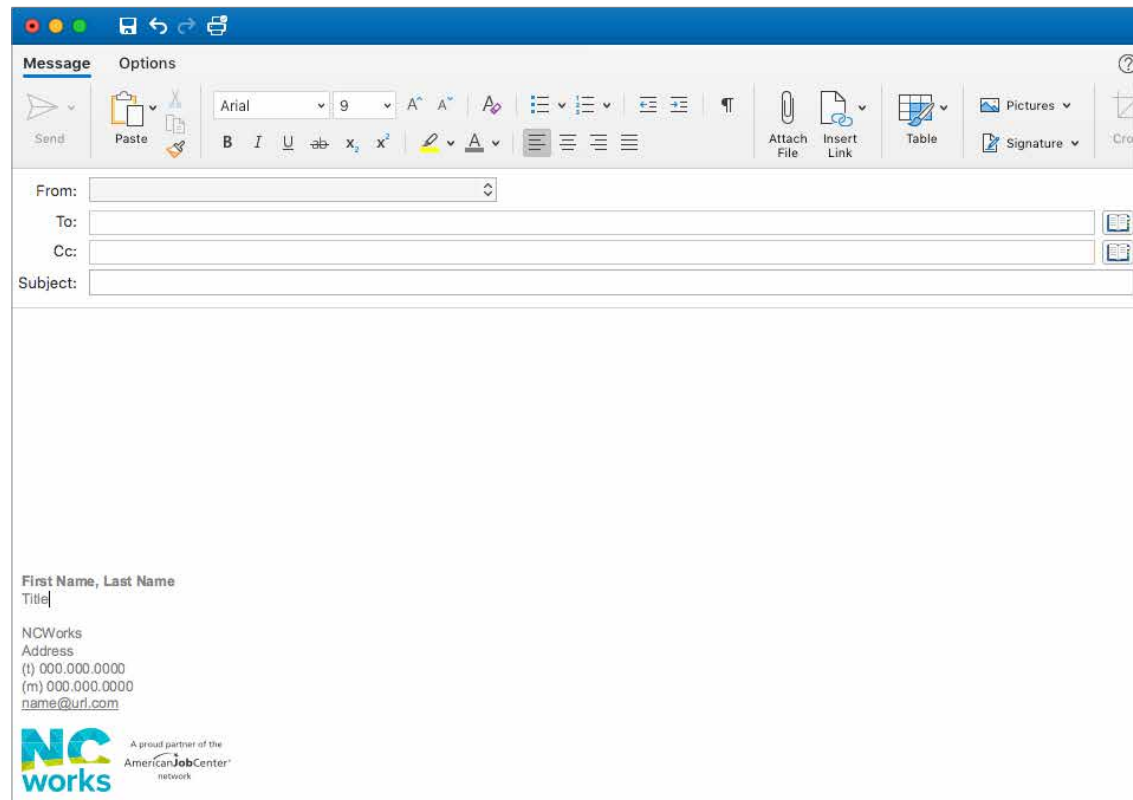 Message Options
Send
Paste
Arial 9
B I U ab x₂ x²
Attach File
Insert Link
Table
Pictures
Signature
Cro
From:
To:
Cc:
Subject:
First Name, Last Name
Title
NCWorks
Address
(t) 000.000.0000
(m) 000.000.0000
name@url.com
NC
works
A proud partner of the
AmericanJobCenter
network